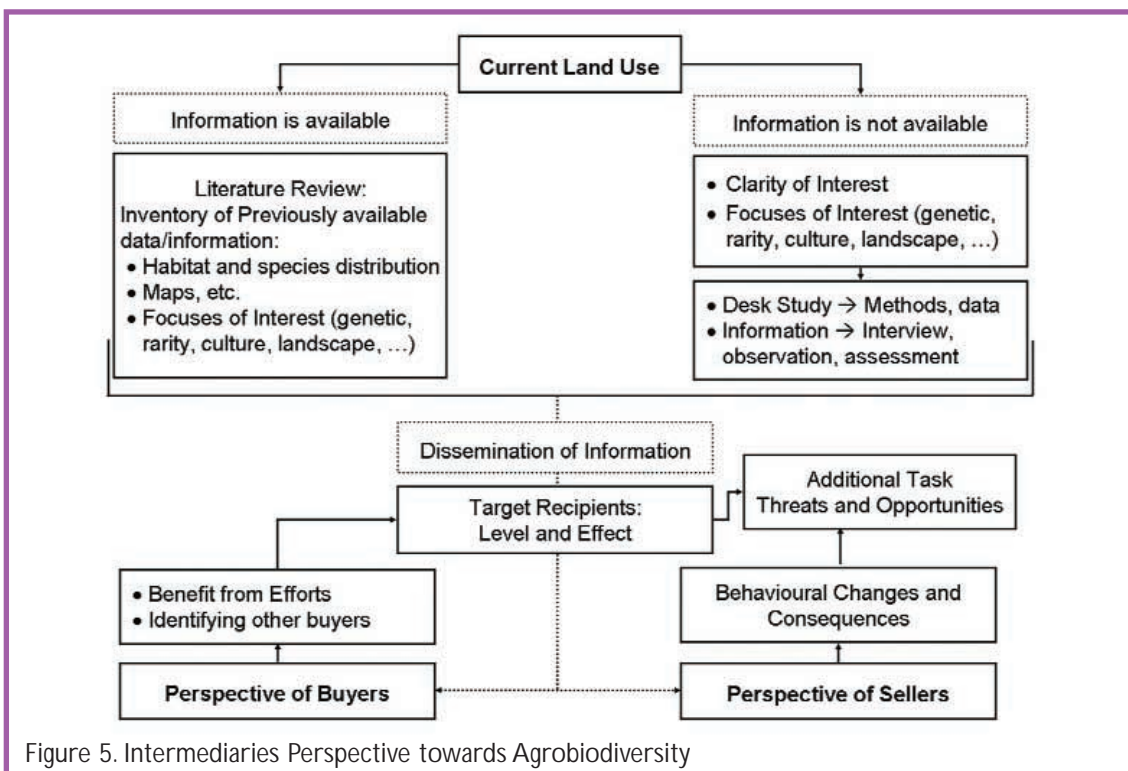 Current Land Use
Information is available
Information is not available
Literature Review:
Inventory of Previously available
data/information:
• Habitat and species distribution
• Maps, etc.
• Focuses of Interest (genetic,
rarity, culture, landscape, …)
• Clarity of Interest
• Focuses of Interest (genetic,
rarity, culture, landscape, …)
• Desk Study → Methods, data
• Information → Interview,
observation, assessment
Dissemination of Information
Target Recipients:
Level and Effect
Additional Task
Threats and Opportunities
• Benefit from Efforts
• Identifying other buyers
Behavioural Changes and
Consequences
Perspective of Buyers
Perspective of Sellers
Figure 5. Intermediaries Perspective towards Agrobiodiversity